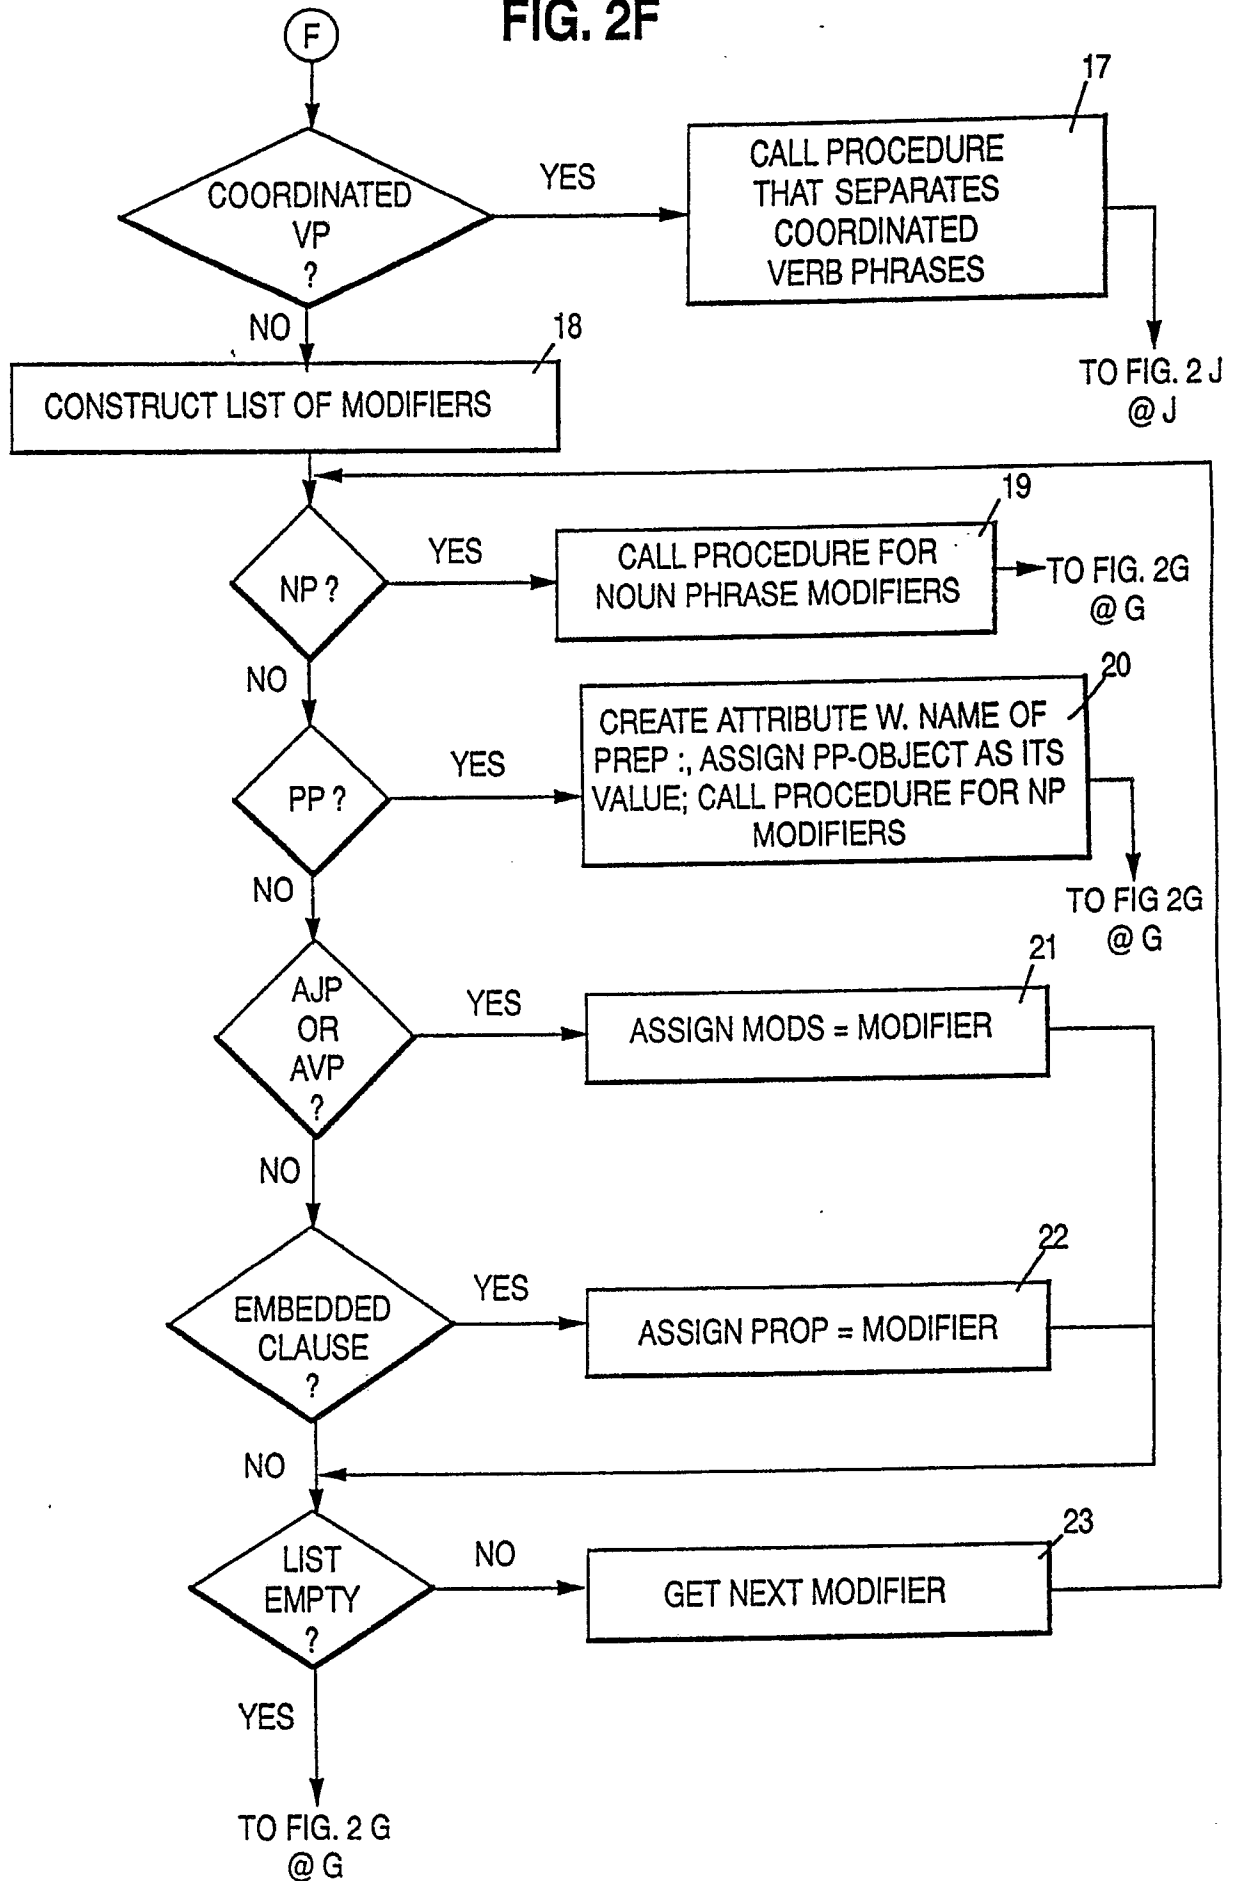 FIG. 2F
F
17
COORDINATED
VP
?
YES
CALL PROCEDURE
THAT SEPARATES
COORDINATED
VERB PHRASES
NO
TO FIG. 2 J
@ J
18
CONSTRUCT LIST OF MODIFIERS
19
NP ?
YES
CALL PROCEDURE FOR
NOUN PHRASE MODIFIERS
TO FIG. 2G
@ G
NO
20
PP ?
YES
CREATE ATTRIBUTE W. NAME OF
PREP :, ASSIGN PP-OBJECT AS ITS
VALUE; CALL PROCEDURE FOR NP
MODIFIERS
NO
TO FIG 2G
@ G
21
AJP
OR
AVP
?
YES
ASSIGN MODS = MODIFIER
NO
22
EMBEDDED
CLAUSE
?
YES
ASSIGN PROP = MODIFIER
NO
23
LIST
EMPTY
?
NO
GET NEXT MODIFIER
YES
TO FIG. 2 G
@ G